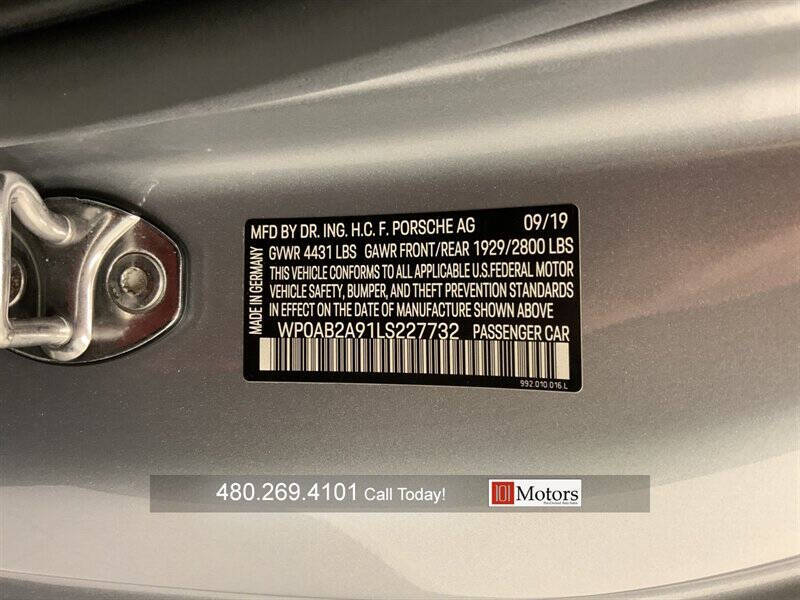 MFD BY DR. ING. H.C. F. PORSCHE AG 09/19
GVWR 4431 LBS GAWR FRONT/REAR 1929/2800 LBS
THIS VEHICLE CONFORMS TO ALL APPLICABLE U.S.FEDERAL MOTOR
VEHICLE SAFETY, BUMPER, AND THEFT PREVENTION STANDARDS
IN EFFECT ON THE DATE OF MANUFACTURE SHOWN ABOVE
WP0AB2A91LS227732 PASSENGER CAR
MADE IN GERMANY
992.010.016.L
480.269.4101 Call Today!
101 Motors